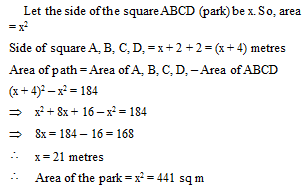 Let the side of the square ABCD (park) be x. So, area
= x²
Side of square A, B, C, D, = x + 2 + 2 = (x + 4) metres
Area of path = Area of A, B, C, D, – Area of ABCD
(x + 4)² – x² = 184
⇒ x² + 8x + 16 – x² = 184
⇒ 8x = 184 – 16 = 168
∴ x = 21 metres
∴ Area of the park = x² = 441 sq m